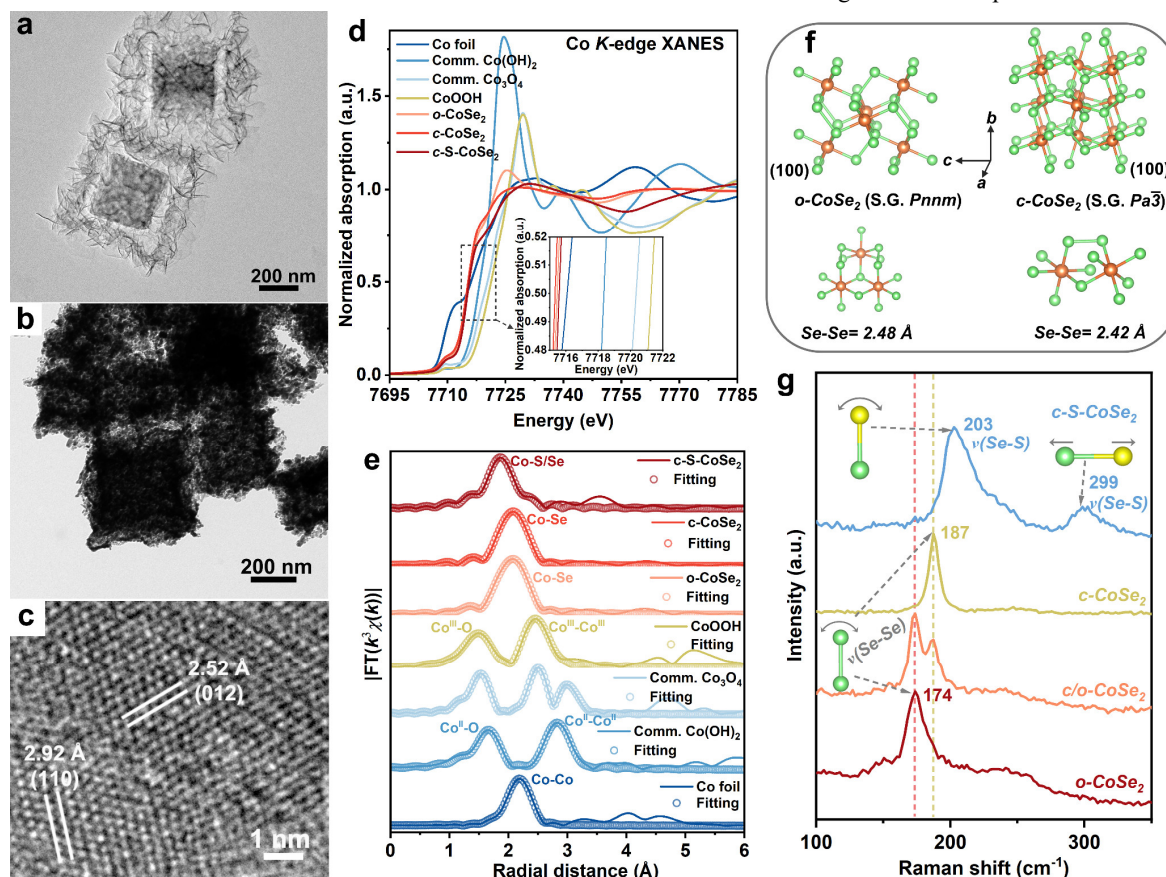 a
200 nm
b
200 nm
c
2.52 Å
(012)
2.92 Å
(110)
1 nm
d
Co K-edge XANES
Co foil
Comm. Co(OH)₂
Comm. Co₃O₄
CoOOH
o-CoSe₂
c-CoSe₂
c-S-CoSe₂
Normalized absorption (a.u.)
1.5
1.0
0.5
0.0
7695 7710 7725 7740 7755 7770 7785
Energy (eV)
Normalized absorption (a.u.)
0.52
0.51
0.50
0.49
0.48
7716 7718 7720 7722
Energy (eV)
e
|FT(k³χ(k))|
Co-S/Se
c-S-CoSe₂
Fitting
Co-Se
c-CoSe₂
Fitting
Co-Se
o-CoSe₂
Fitting
Coᴵᴵᴵ-O
Coᴵᴵᴵ-Coᴵᴵᴵ
CoOOH
Fitting
Comm. Co₃O₄
Fitting
Coᴵᴵ-O
Coᴵᴵ-Coᴵᴵ
Comm. Co(OH)₂
Fitting
Co-Co
Co foil
Fitting
0 1 2 3 4 5 6
Radial distance (Å)
f
b
c
a
(100)
(100)
o-CoSe₂ (S.G. Pnnm)
c-CoSe₂ (S.G. Pa3̅)
Se-Se= 2.48 Å
Se-Se= 2.42 Å
g
Intensity (a.u.)
203
ν(Se-S)
c-S-CoSe₂
299
ν(Se-S)
187
c-CoSe₂
ν(Se-Se)
c/o-CoSe₂
174
o-CoSe₂
100 200 300
Raman shift (cm⁻¹)